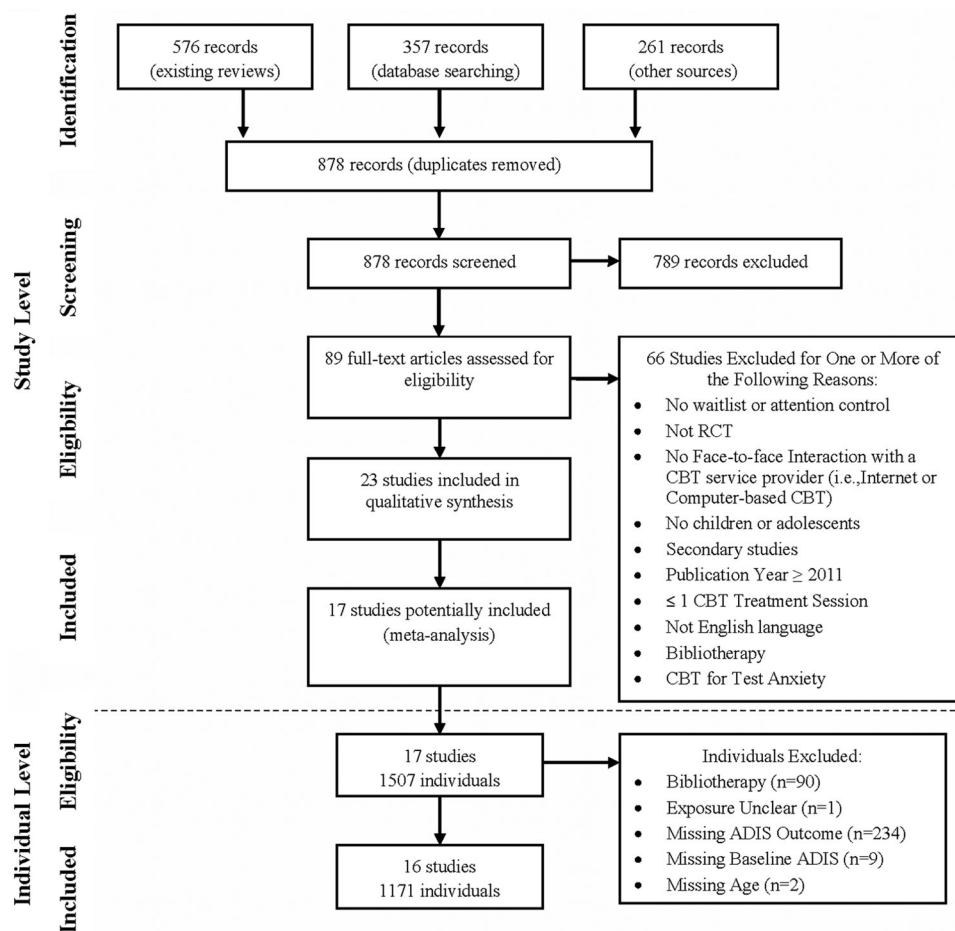 Study Level
Individual Level
Identification
Screening
Eligibility
Included
Eligibility
Included
576 records
(existing reviews)
357 records
(database searching)
261 records
(other sources)
878 records (duplicates removed)
878 records screened
789 records excluded
89 full-text articles assessed for
eligibility
66 Studies Excluded for One or More of
the Following Reasons:
• No waitlist or attention control
• Not RCT
• No Face-to-face Interaction with a
CBT service provider (i.e.,Internet or
Computer-based CBT)
• No children or adolescents
• Secondary studies
• Publication Year ≥ 2011
• ≤ 1 CBT Treatment Session
• Not English language
• Bibliotherapy
• CBT for Test Anxiety
23 studies included in
qualitative synthesis
17 studies potentially included
(meta-analysis)
17 studies
1507 individuals
Individuals Excluded:
• Bibliotherapy (n=90)
• Exposure Unclear (n=1)
• Missing ADIS Outcome (n=234)
• Missing Baseline ADIS (n=9)
• Missing Age (n=2)
16 studies
1171 individuals